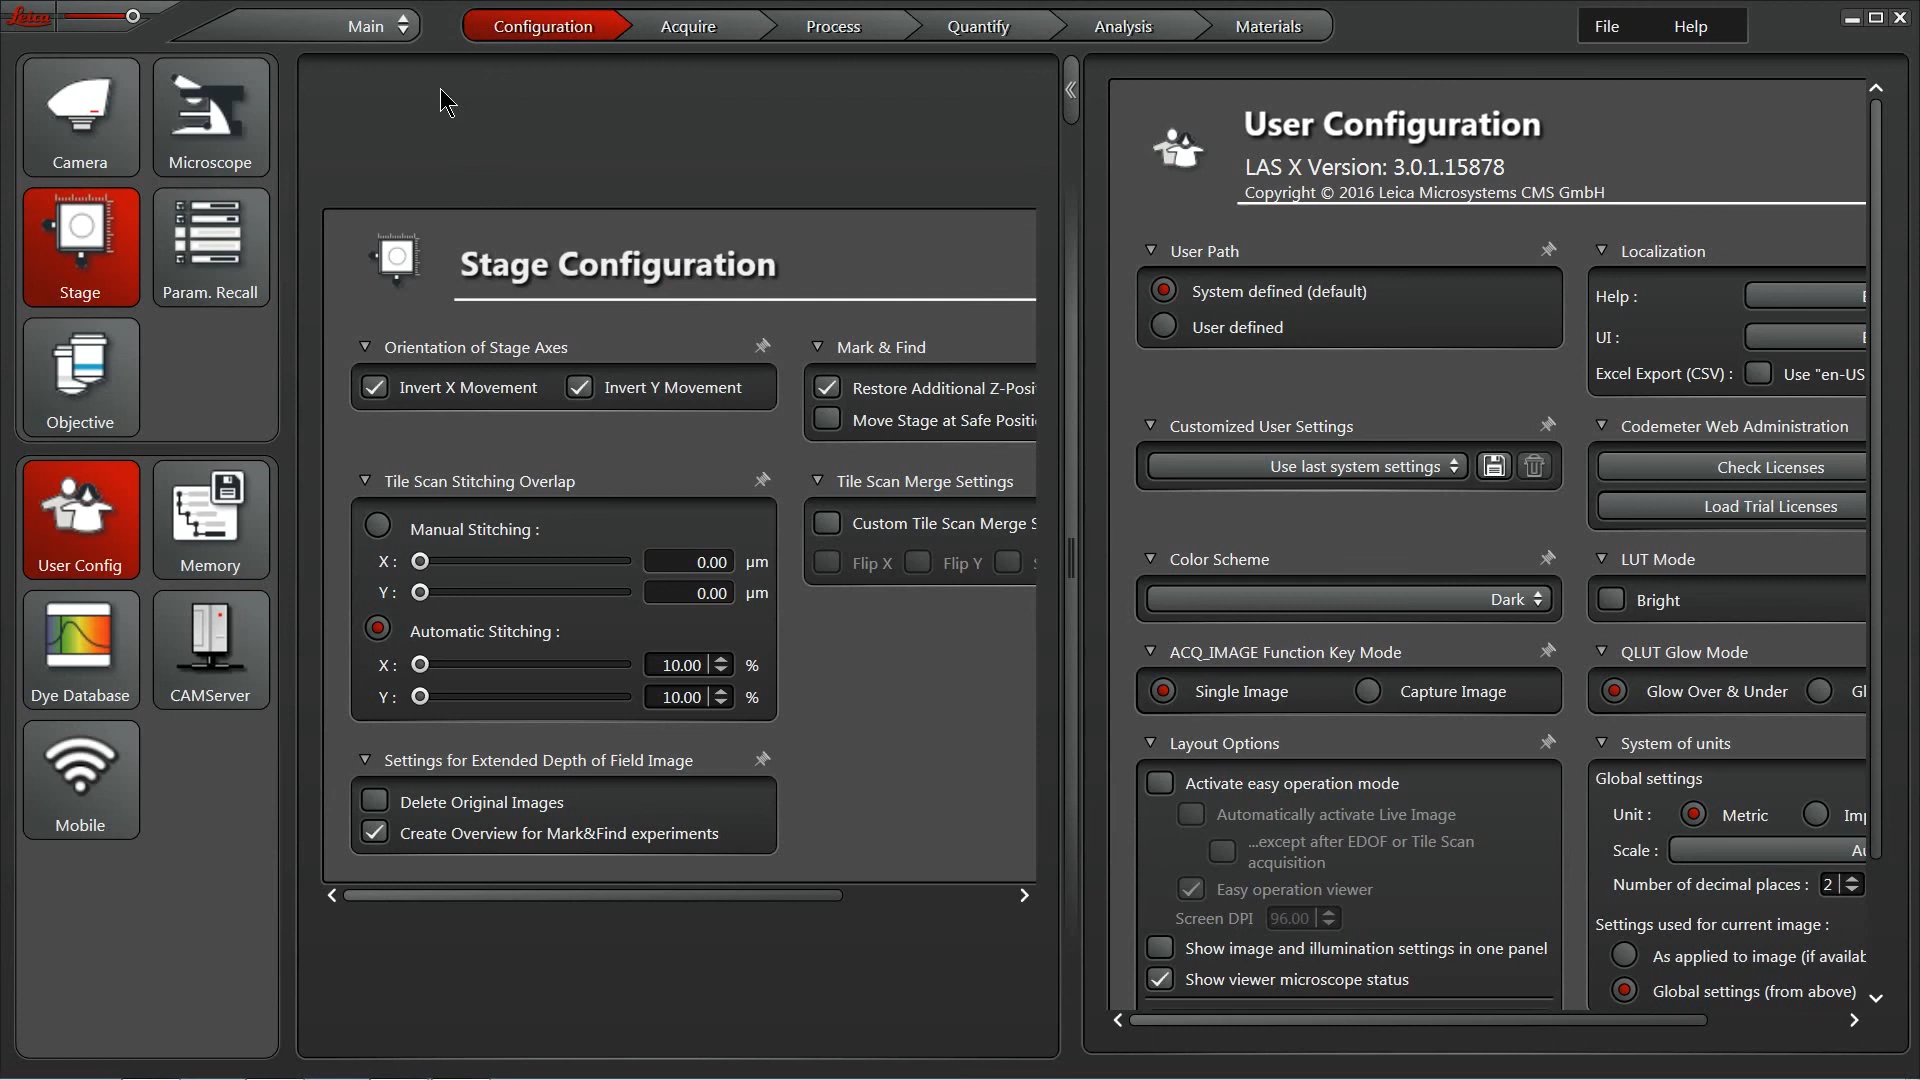 Leica
Main
Configuration
Acquire
Process
Quantify
Analysis
Materials
File
Help
Camera
Microscope
Stage
Param. Recall
Objective
User Config
Memory
Dye Database
CAMServer
Mobile
Stage Configuration
Orientation of Stage Axes
Invert X Movement
Invert Y Movement
Mark & Find
Restore Additional Z-Posi
Move Stage at Safe Positi
Tile Scan Stitching Overlap
Manual Stitching :
X : 0.00 µm
Y : 0.00 µm
Automatic Stitching :
X : 10.00 %
Y : 10.00 %
Tile Scan Merge Settings
Custom Tile Scan Merge S
Flip X
Flip Y
Settings for Extended Depth of Field Image
Delete Original Images
Create Overview for Mark&Find experiments
User Configuration
LAS X Version: 3.0.1.15878
Copyright © 2016 Leica Microsystems CMS GmbH
User Path
System defined (default)
User defined
Localization
Help :
UI :
Excel Export (CSV) :
Use "en-US
Customized User Settings
Use last system settings
Codemeter Web Administration
Check Licenses
Load Trial Licenses
Color Scheme
Dark
LUT Mode
Bright
ACQ_IMAGE Function Key Mode
Single Image
Capture Image
QLUT Glow Mode
Glow Over & Under
Gl
Layout Options
Activate easy operation mode
Automatically activate Live Image
...except after EDOF or Tile Scan
acquisition
Easy operation viewer
Screen DPI 96.00
Show image and illumination settings in one panel
Show viewer microscope status
System of units
Global settings
Unit :
Metric
Imp
Scale :
Au
Number of decimal places : 2
Settings used for current image :
As applied to image (if availab
Global settings (from above)